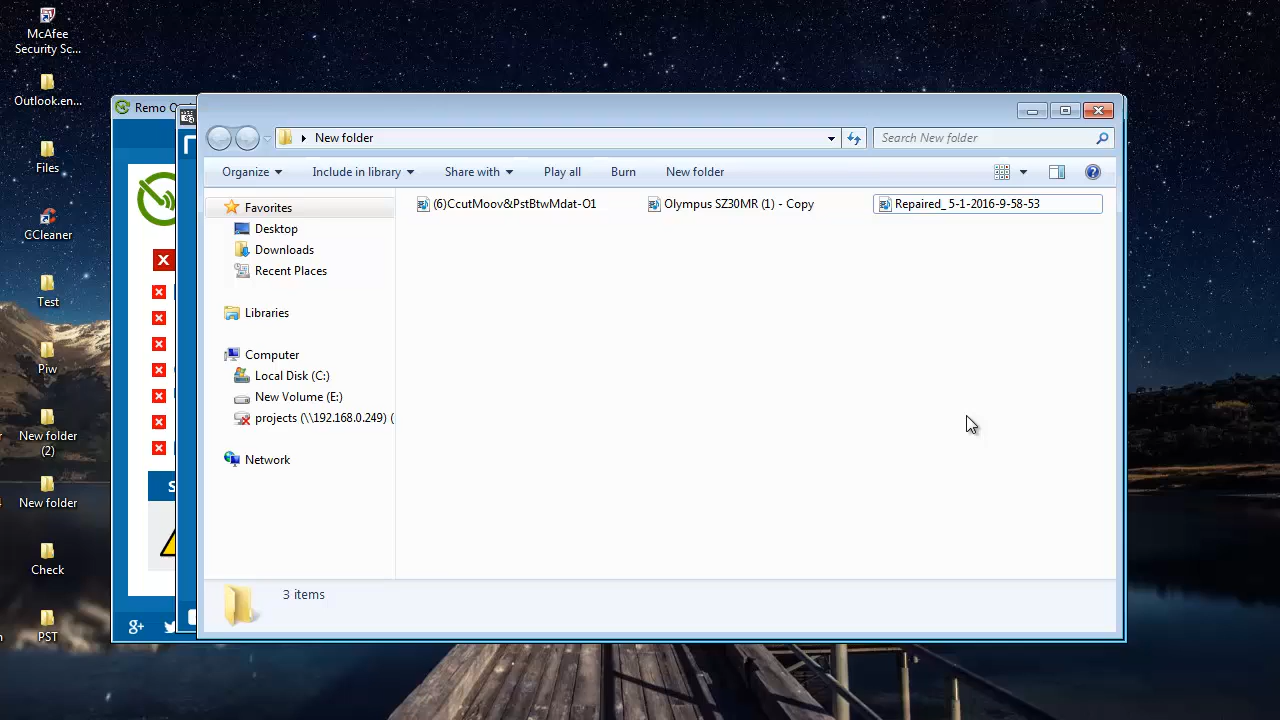 McAfee
Security Sc...
Outlook.en...
Files
CCleaner
Test
Piw
New folder
(2)
New folder
Check
PST
Remo O
New folder
Search New folder
Organize
Include in library
Share with
Play all
Burn
New folder
Favorites
Desktop
Downloads
Recent Places
Libraries
Computer
Local Disk (C:)
New Volume (E:)
projects (\\192.168.0.249) (
Network
(6)CcutMoov&PstBtwMdat-O1
Olympus SZ30MR (1) - Copy
Repaired_ 5-1-2016-9-58-53
3 items
S
g+